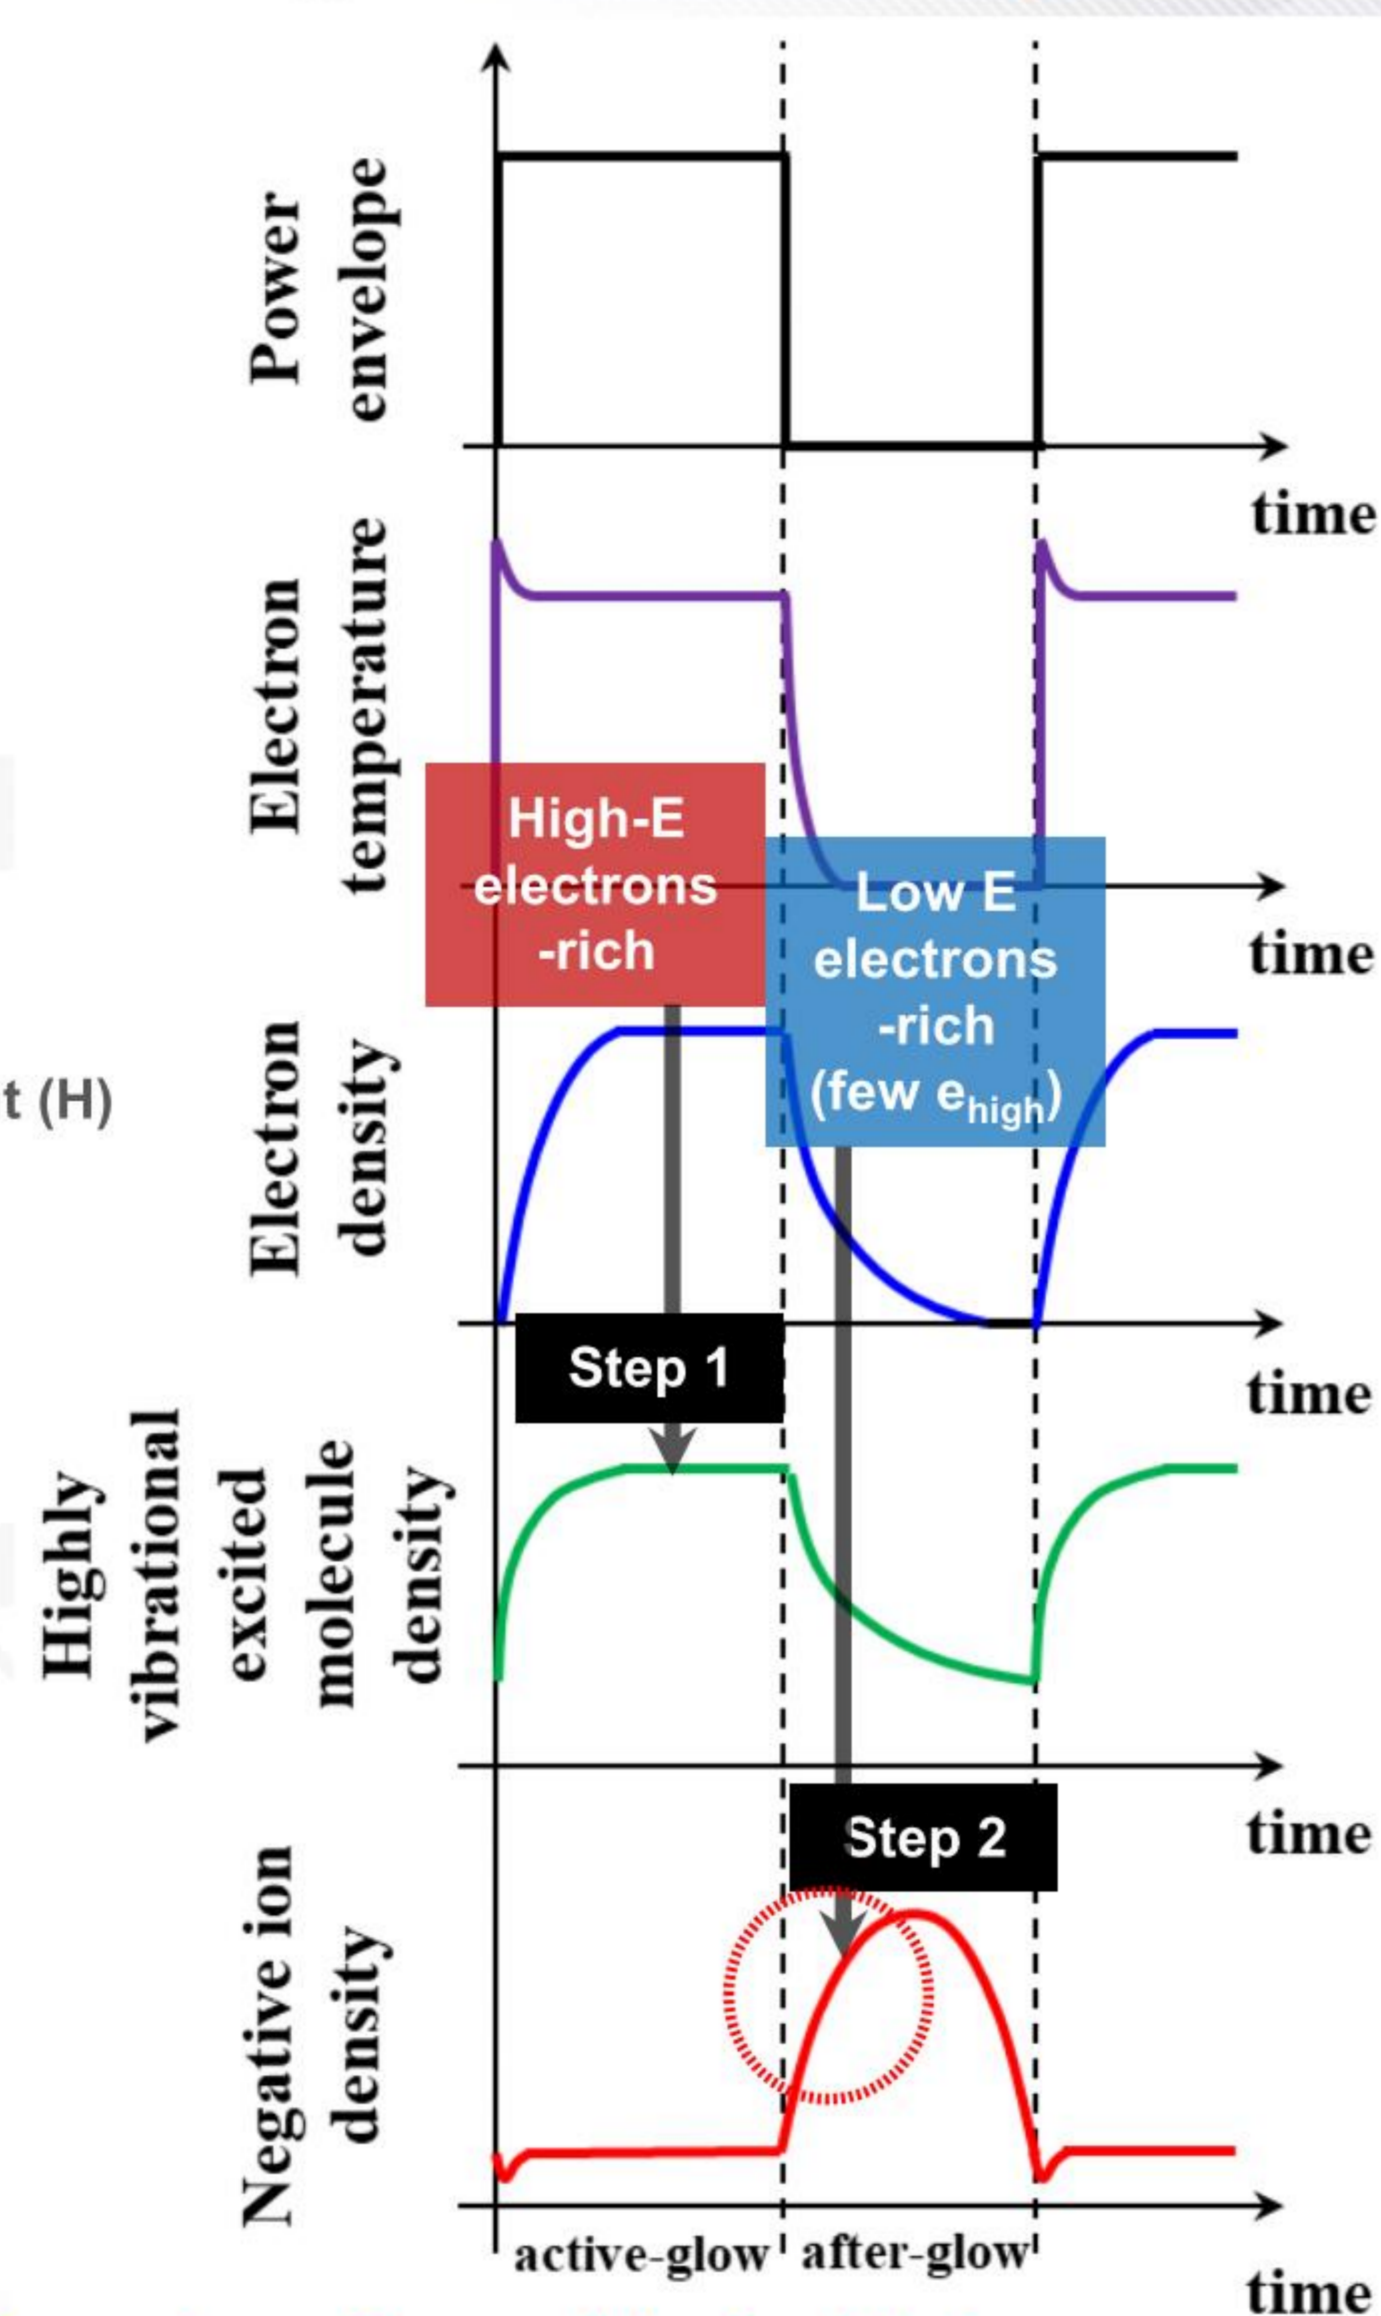 Power
envelope
time
Electron
temperature
High-E
electrons
-rich
Low E
electrons
-rich
(few ehigh)
time
Electron
density
t (H)
Step 1
time
Highly
vibrational
excited
molecule
density
time
Step 2
Negative ion
density
active-glow
after-glow
time